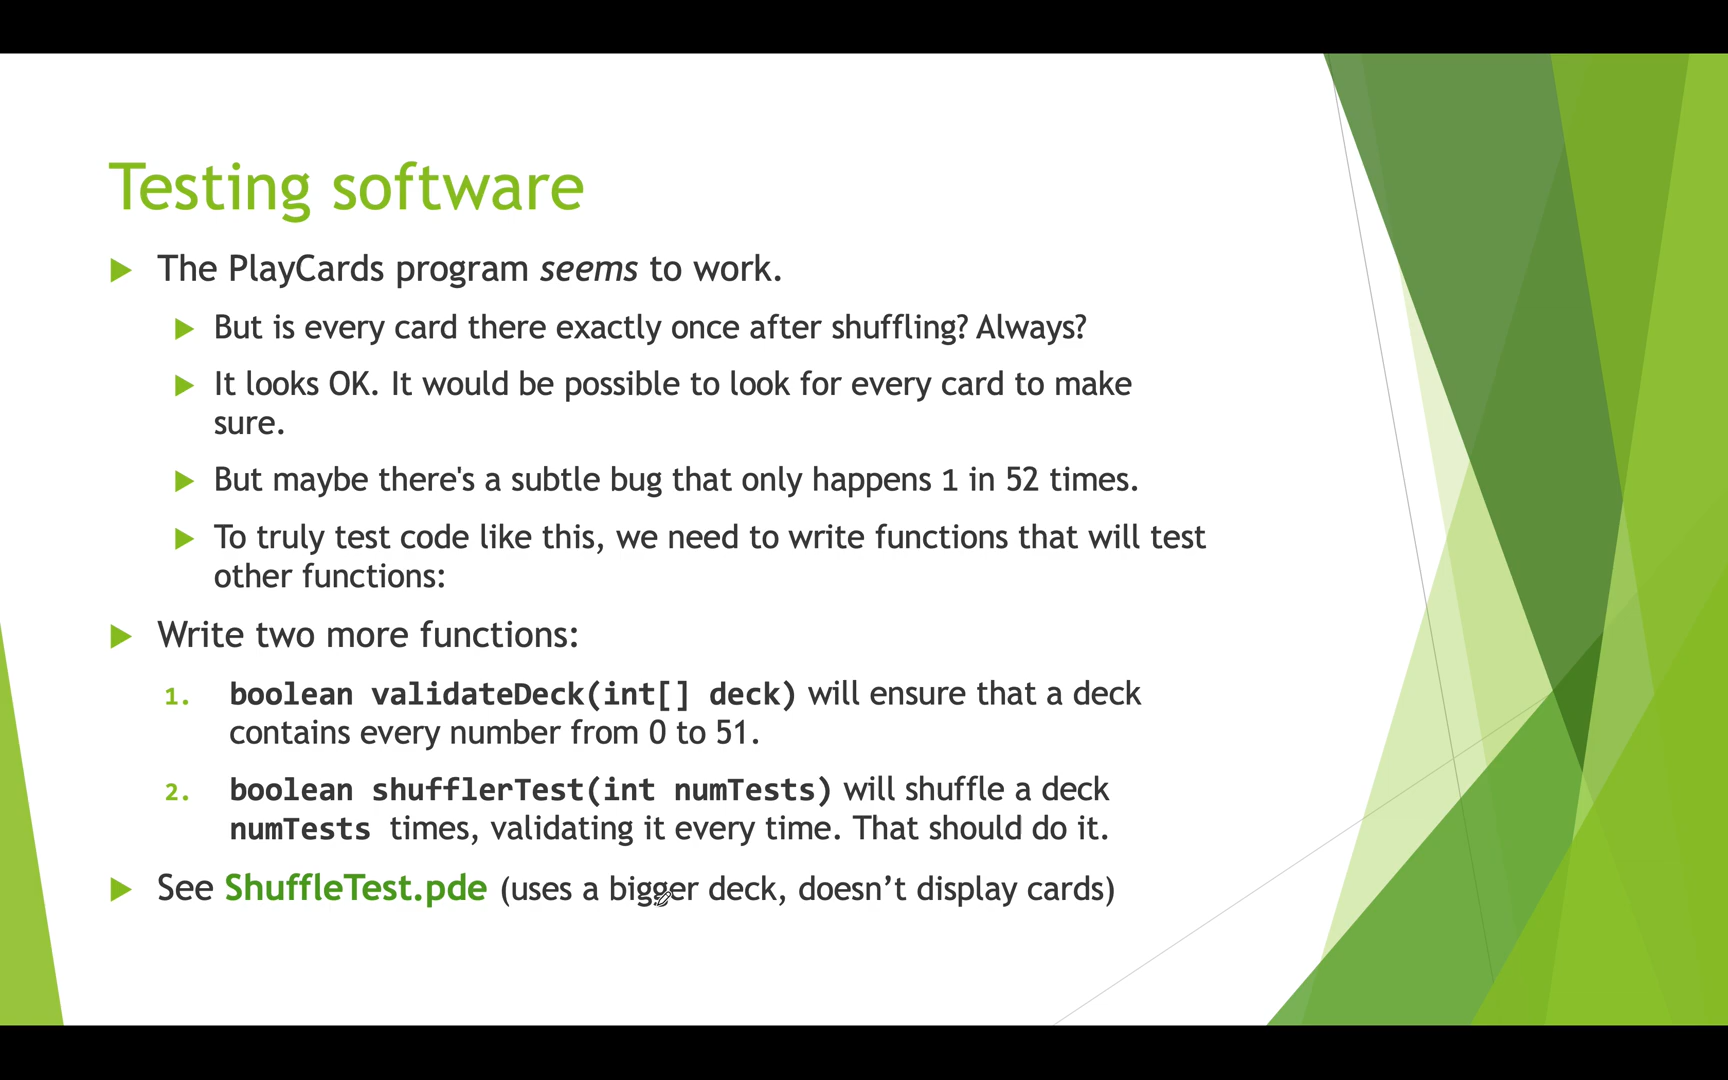 Testing software
The PlayCards program seems to work.
But is every card there exactly once after shuffling? Always?
It looks OK. It would be possible to look for every card to make
sure.
But maybe there's a subtle bug that only happens 1 in 52 times.
To truly test code like this, we need to write functions that will test
other functions:
Write two more functions:
1. boolean validateDeck(int[] deck) will ensure that a deck
contains every number from 0 to 51.
2. boolean shufflerTest(int numTests) will shuffle a deck
numTests times, validating it every time. That should do it.
See ShuffleTest.pde (uses a bigger deck, doesn’t display cards)